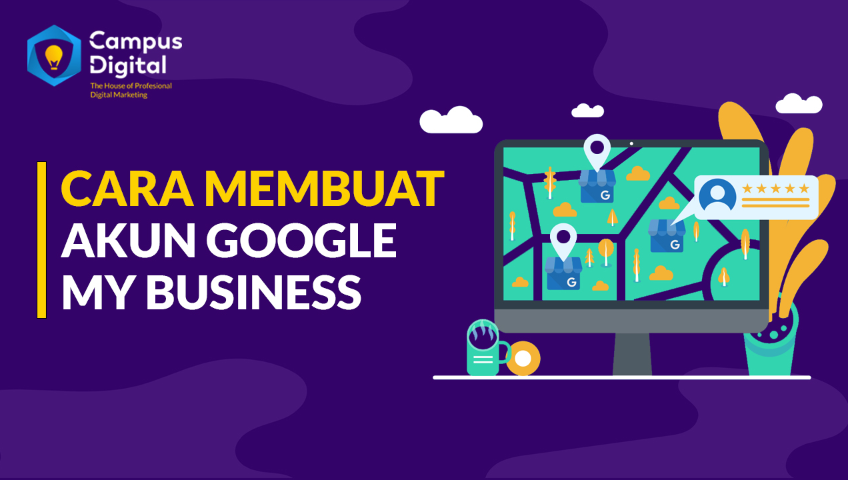 Campus
Digital
The House of Profesional
Digital Marketing
CARA MEMBUAT
AKUN GOOGLE
MY BUSINESS
G
G
G